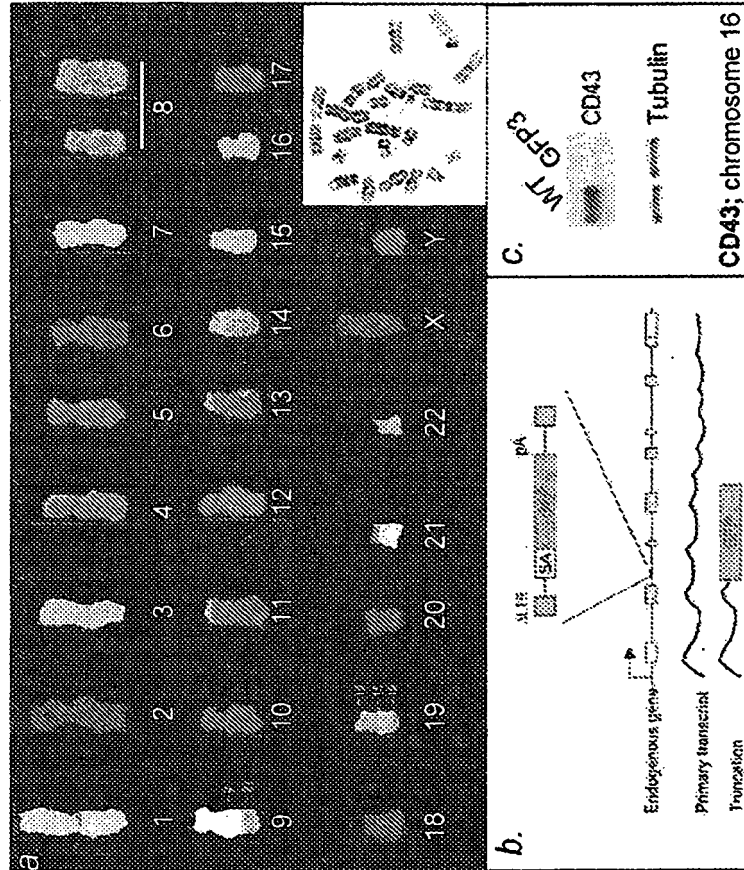 a
1 2 3 4 5 6 7 8
9 10 11 12 13 14 15 16 17
18 19 20 21 22 X Y
b.
SA pA
Endogenous gene
Primary transcript
Truncation
c.
WT GFP3
CD43
Tubulin
CD43; chromosome 16